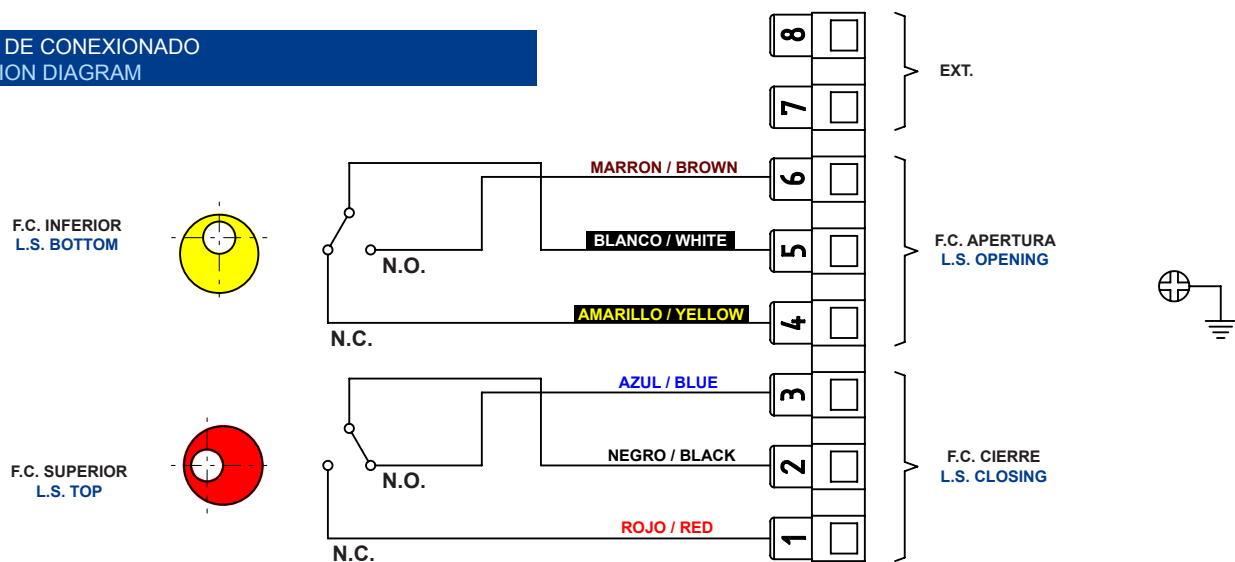 DE CONEXIONADO
ION DIAGRAM
8
EXT.
7
MARRON / BROWN
6
F.C. INFERIOR
L.S. BOTTOM
BLANCO / WHITE
5
F.C. APERTURA
L.S. OPENING
N.O.
AMARILLO / YELLOW
4
N.C.
AZUL / BLUE
3
F.C. SUPERIOR
L.S. TOP
NEGRO / BLACK
2
F.C. CIERRE
L.S. CLOSING
N.O.
ROJO / RED
1
N.C.